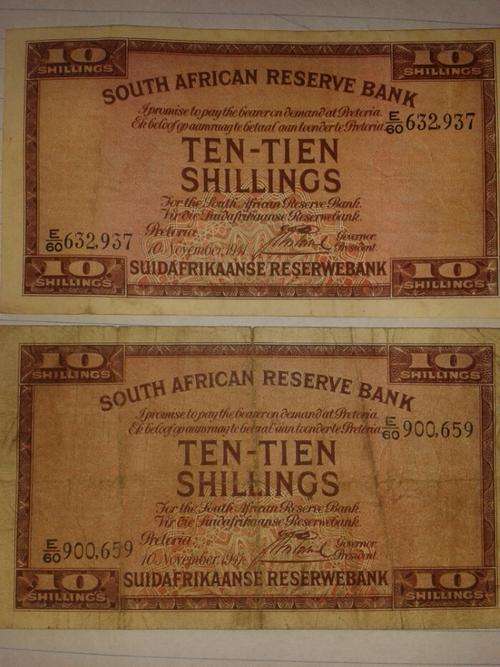 10 10
SHILLINGS SHILLINGS
SOUTH AFRICAN RESERVE BANK
I promise to pay the bearer on demand at Pretoria.
Ek beloof op aanvraag te betaal aan toonder te Pretoria.
E/60 632,937
TEN-TIEN
SHILLINGS
For the South African Reserve Bank.
Vir die Suidafrikaanse Reserwebank.
Pretoria, Governor
E/60 632,937
10. November, 1941 President.
SUIDAFRIKAANSE RESERWEBANK
10 10
SHILLINGS SHILLINGS
10 10
SHILLINGS SHILLINGS
SOUTH AFRICAN RESERVE BANK
I promise to pay the bearer on demand at Pretoria.
Ek beloof op aanvraag te betaal aan toonder te Pretoria.
E/60 900,659
TEN-TIEN
SHILLINGS
For the South African Reserve Bank.
Vir die Suidafrikaanse Reserwebank.
Pretoria, Governor
E/60 900,659
10. November, President.
SUIDAFRIKAANSE RESERWEBANK
10 10
SHILLINGS SHILLINGS